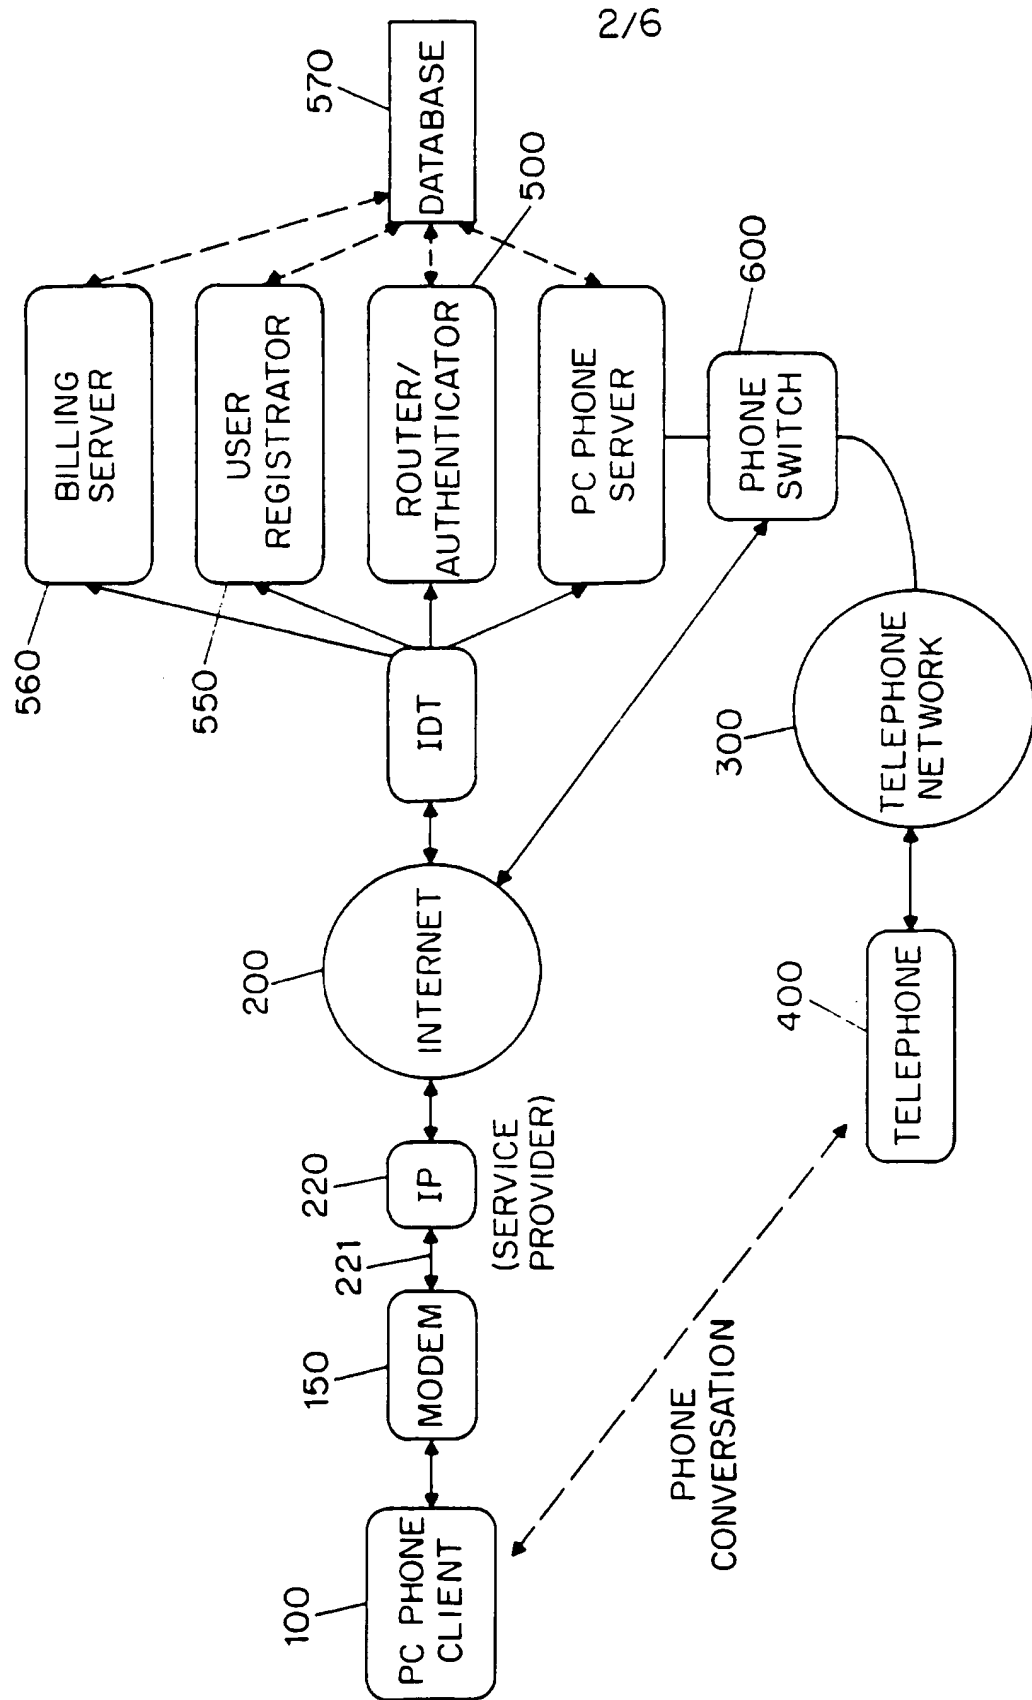 2/6
100
PC PHONE
CLIENT
150
MODEM
221
220
IP
(SERVICE
PROVIDER)
200
INTERNET
IDT
560
BILLING
SERVER
550
USER
REGISTRATOR
ROUTER/
AUTHENTICATOR
500
PC PHONE
SERVER
570
DATABASE
600
PHONE
SWITCH
300
TELEPHONE
NETWORK
400
TELEPHONE
PHONE
CONVERSATION